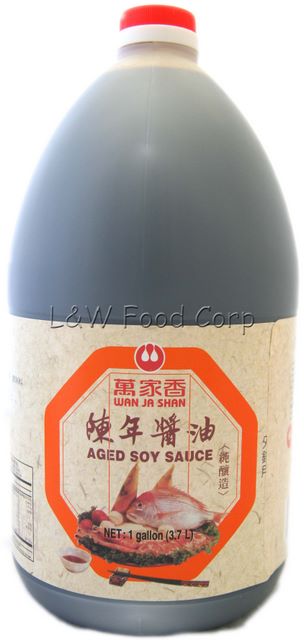 L&W Food Corp
萬家香
WAN JA SHAN
陳年醬油
AGED SOY SAUCE
(純釀造)
NET: 1 gallon (3.7 L)